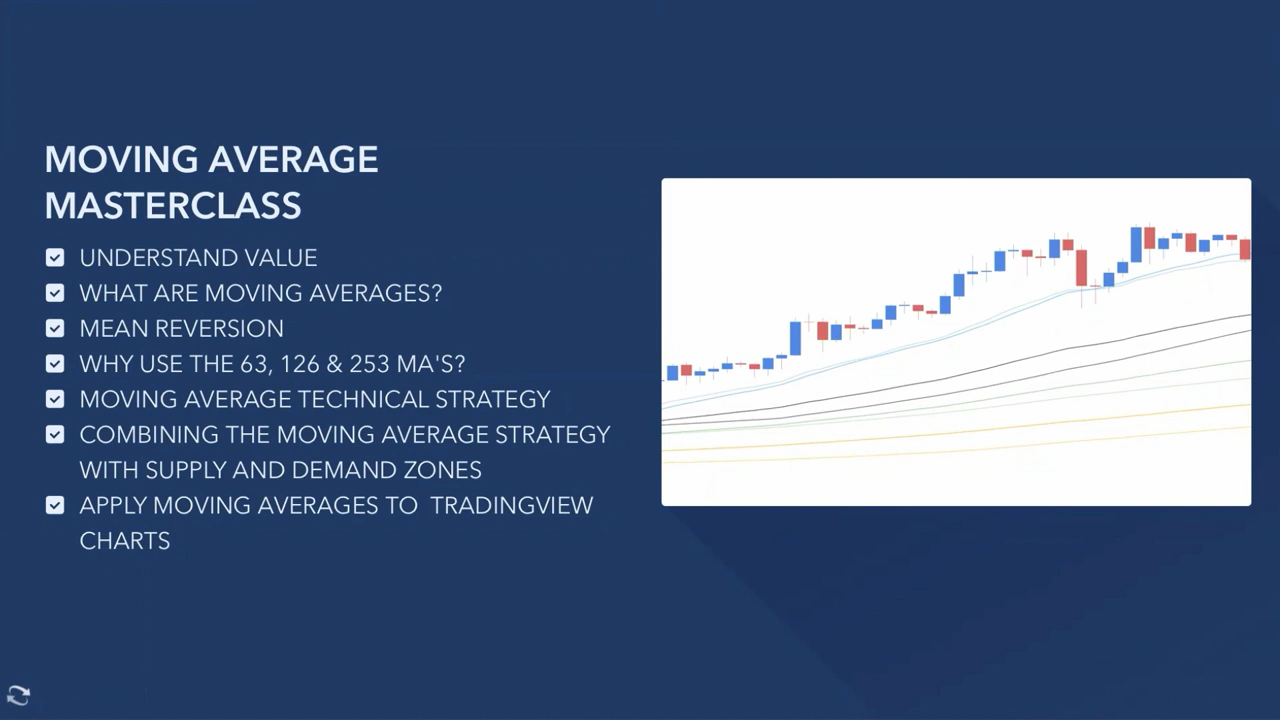 MOVING AVERAGE
MASTERCLASS
UNDERSTAND VALUE
WHAT ARE MOVING AVERAGES?
MEAN REVERSION
WHY USE THE 63, 126 & 253 MA'S?
MOVING AVERAGE TECHNICAL STRATEGY
COMBINING THE MOVING AVERAGE STRATEGY
WITH SUPPLY AND DEMAND ZONES
APPLY MOVING AVERAGES TO  TRADINGVIEW
CHARTS